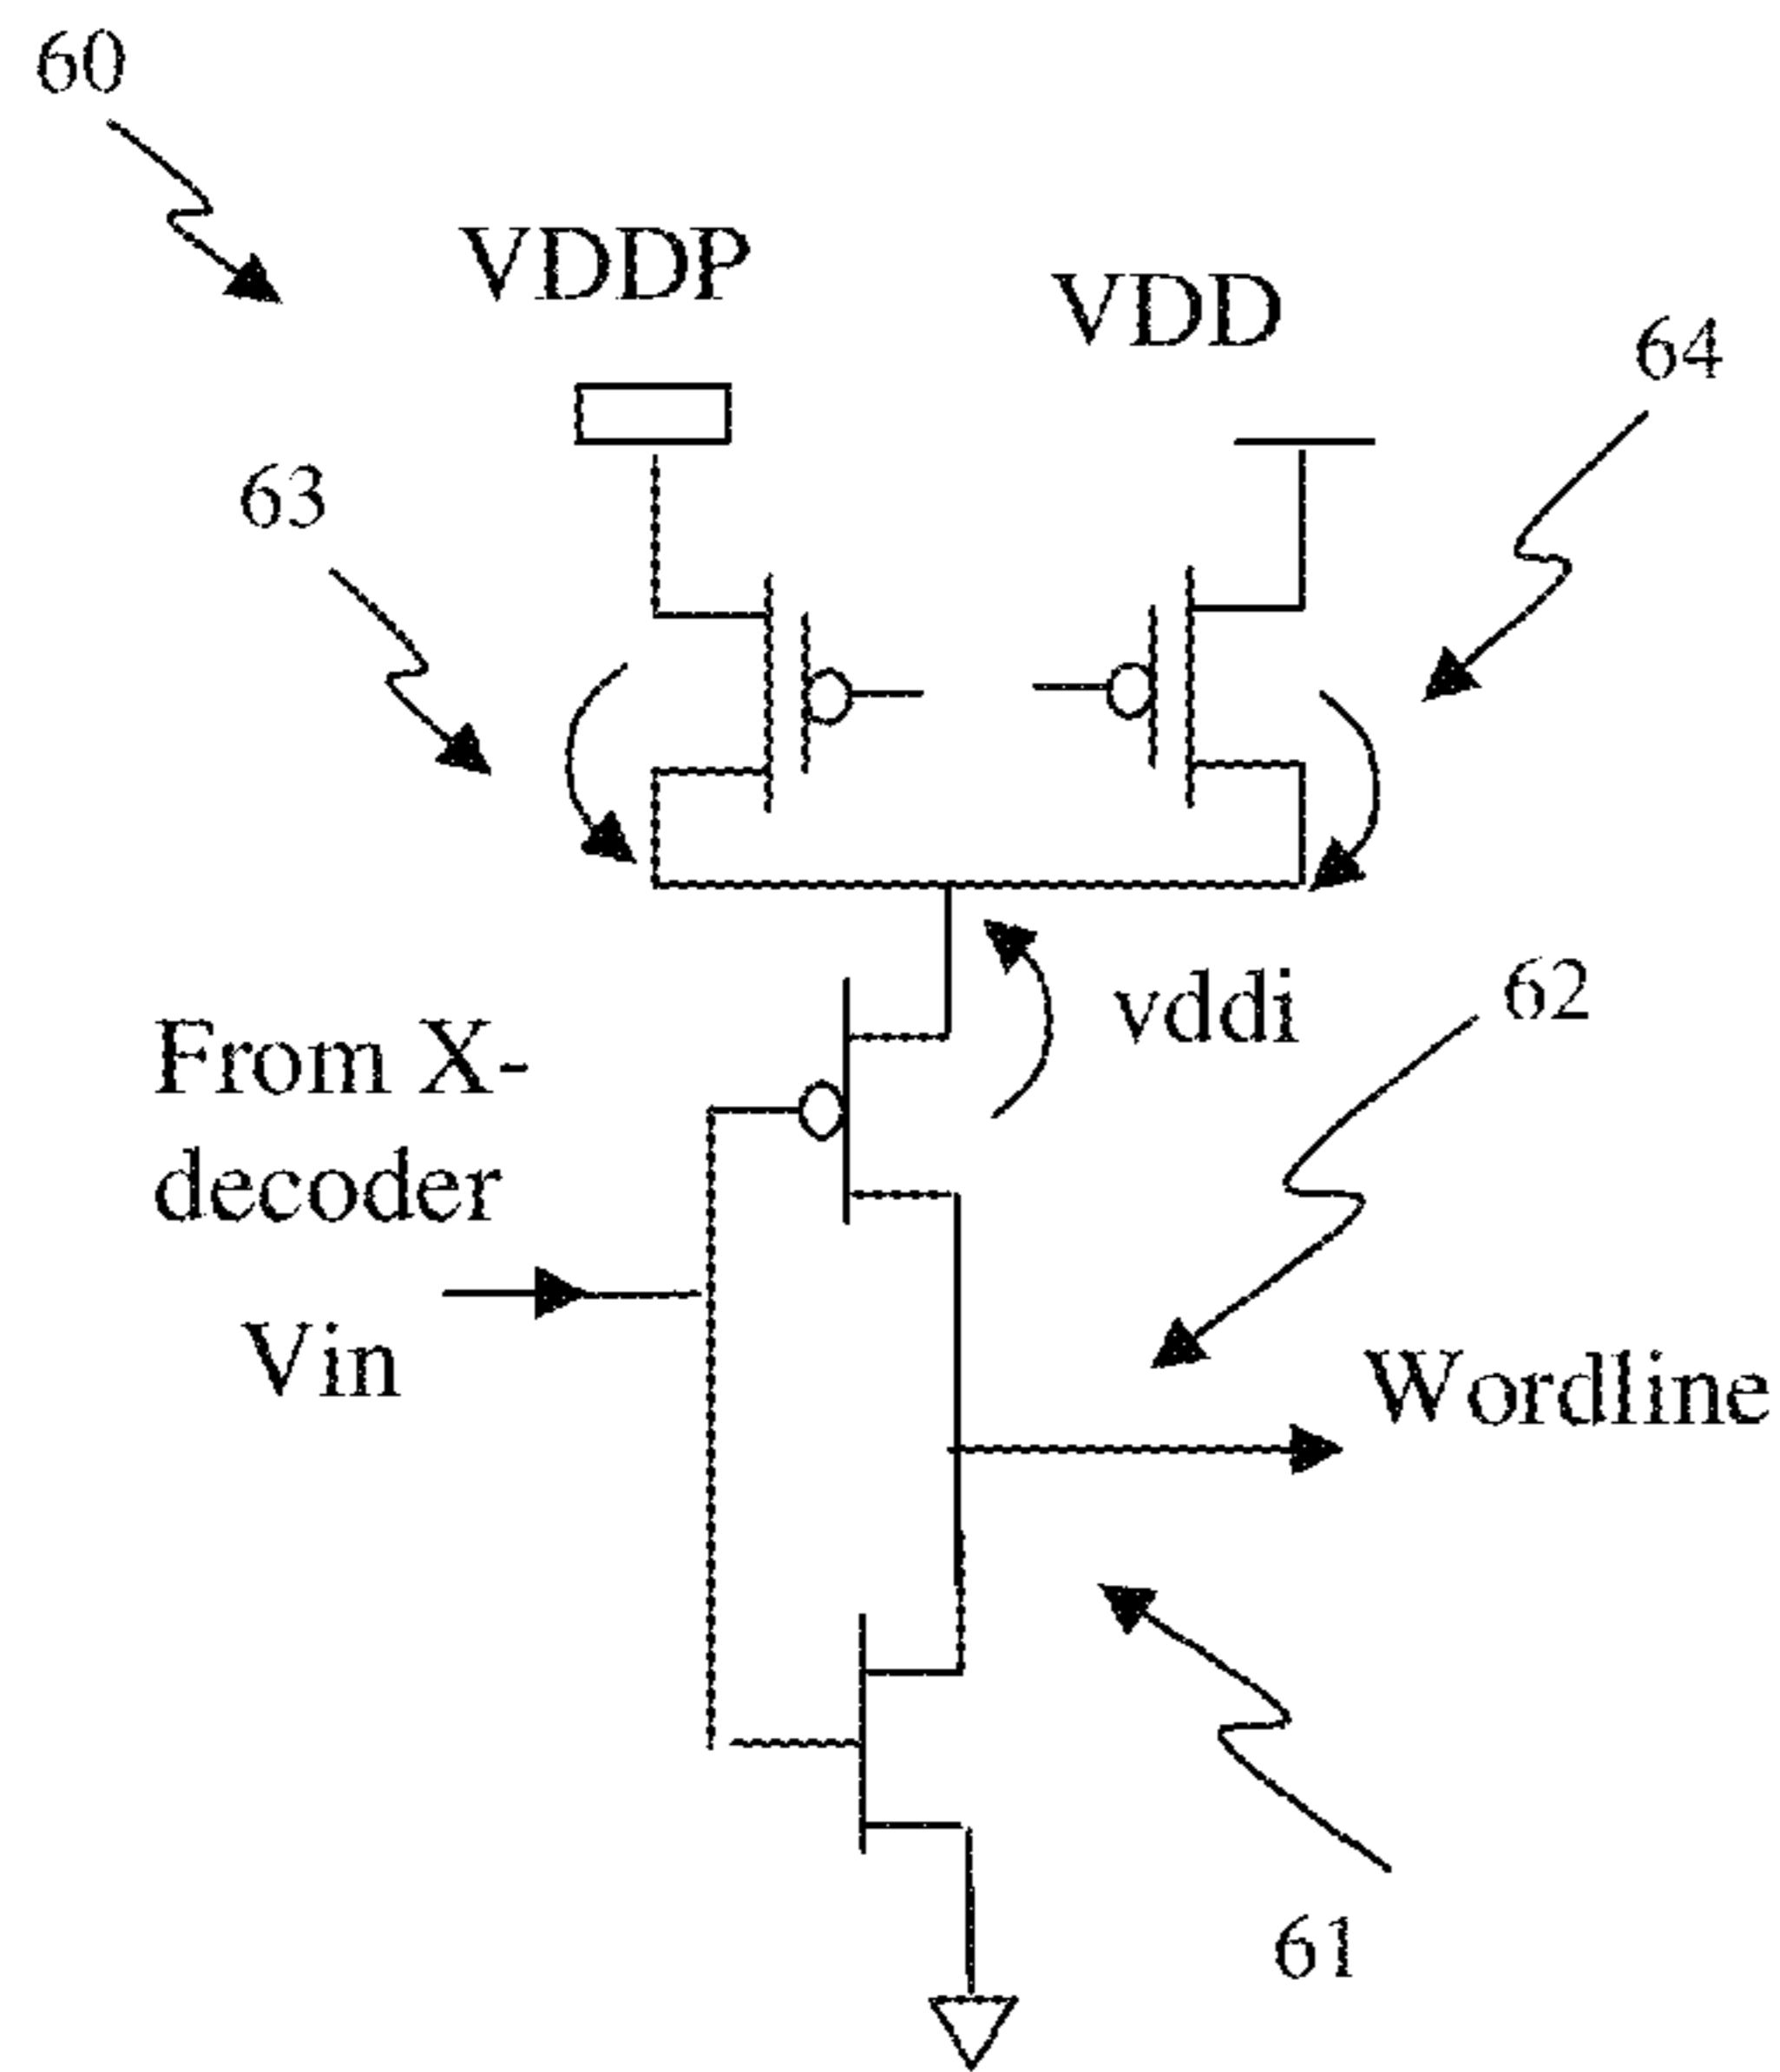 60
VDDP
VDD
64
63
vddi
62
From X-
decoder
Vin
Wordline
61